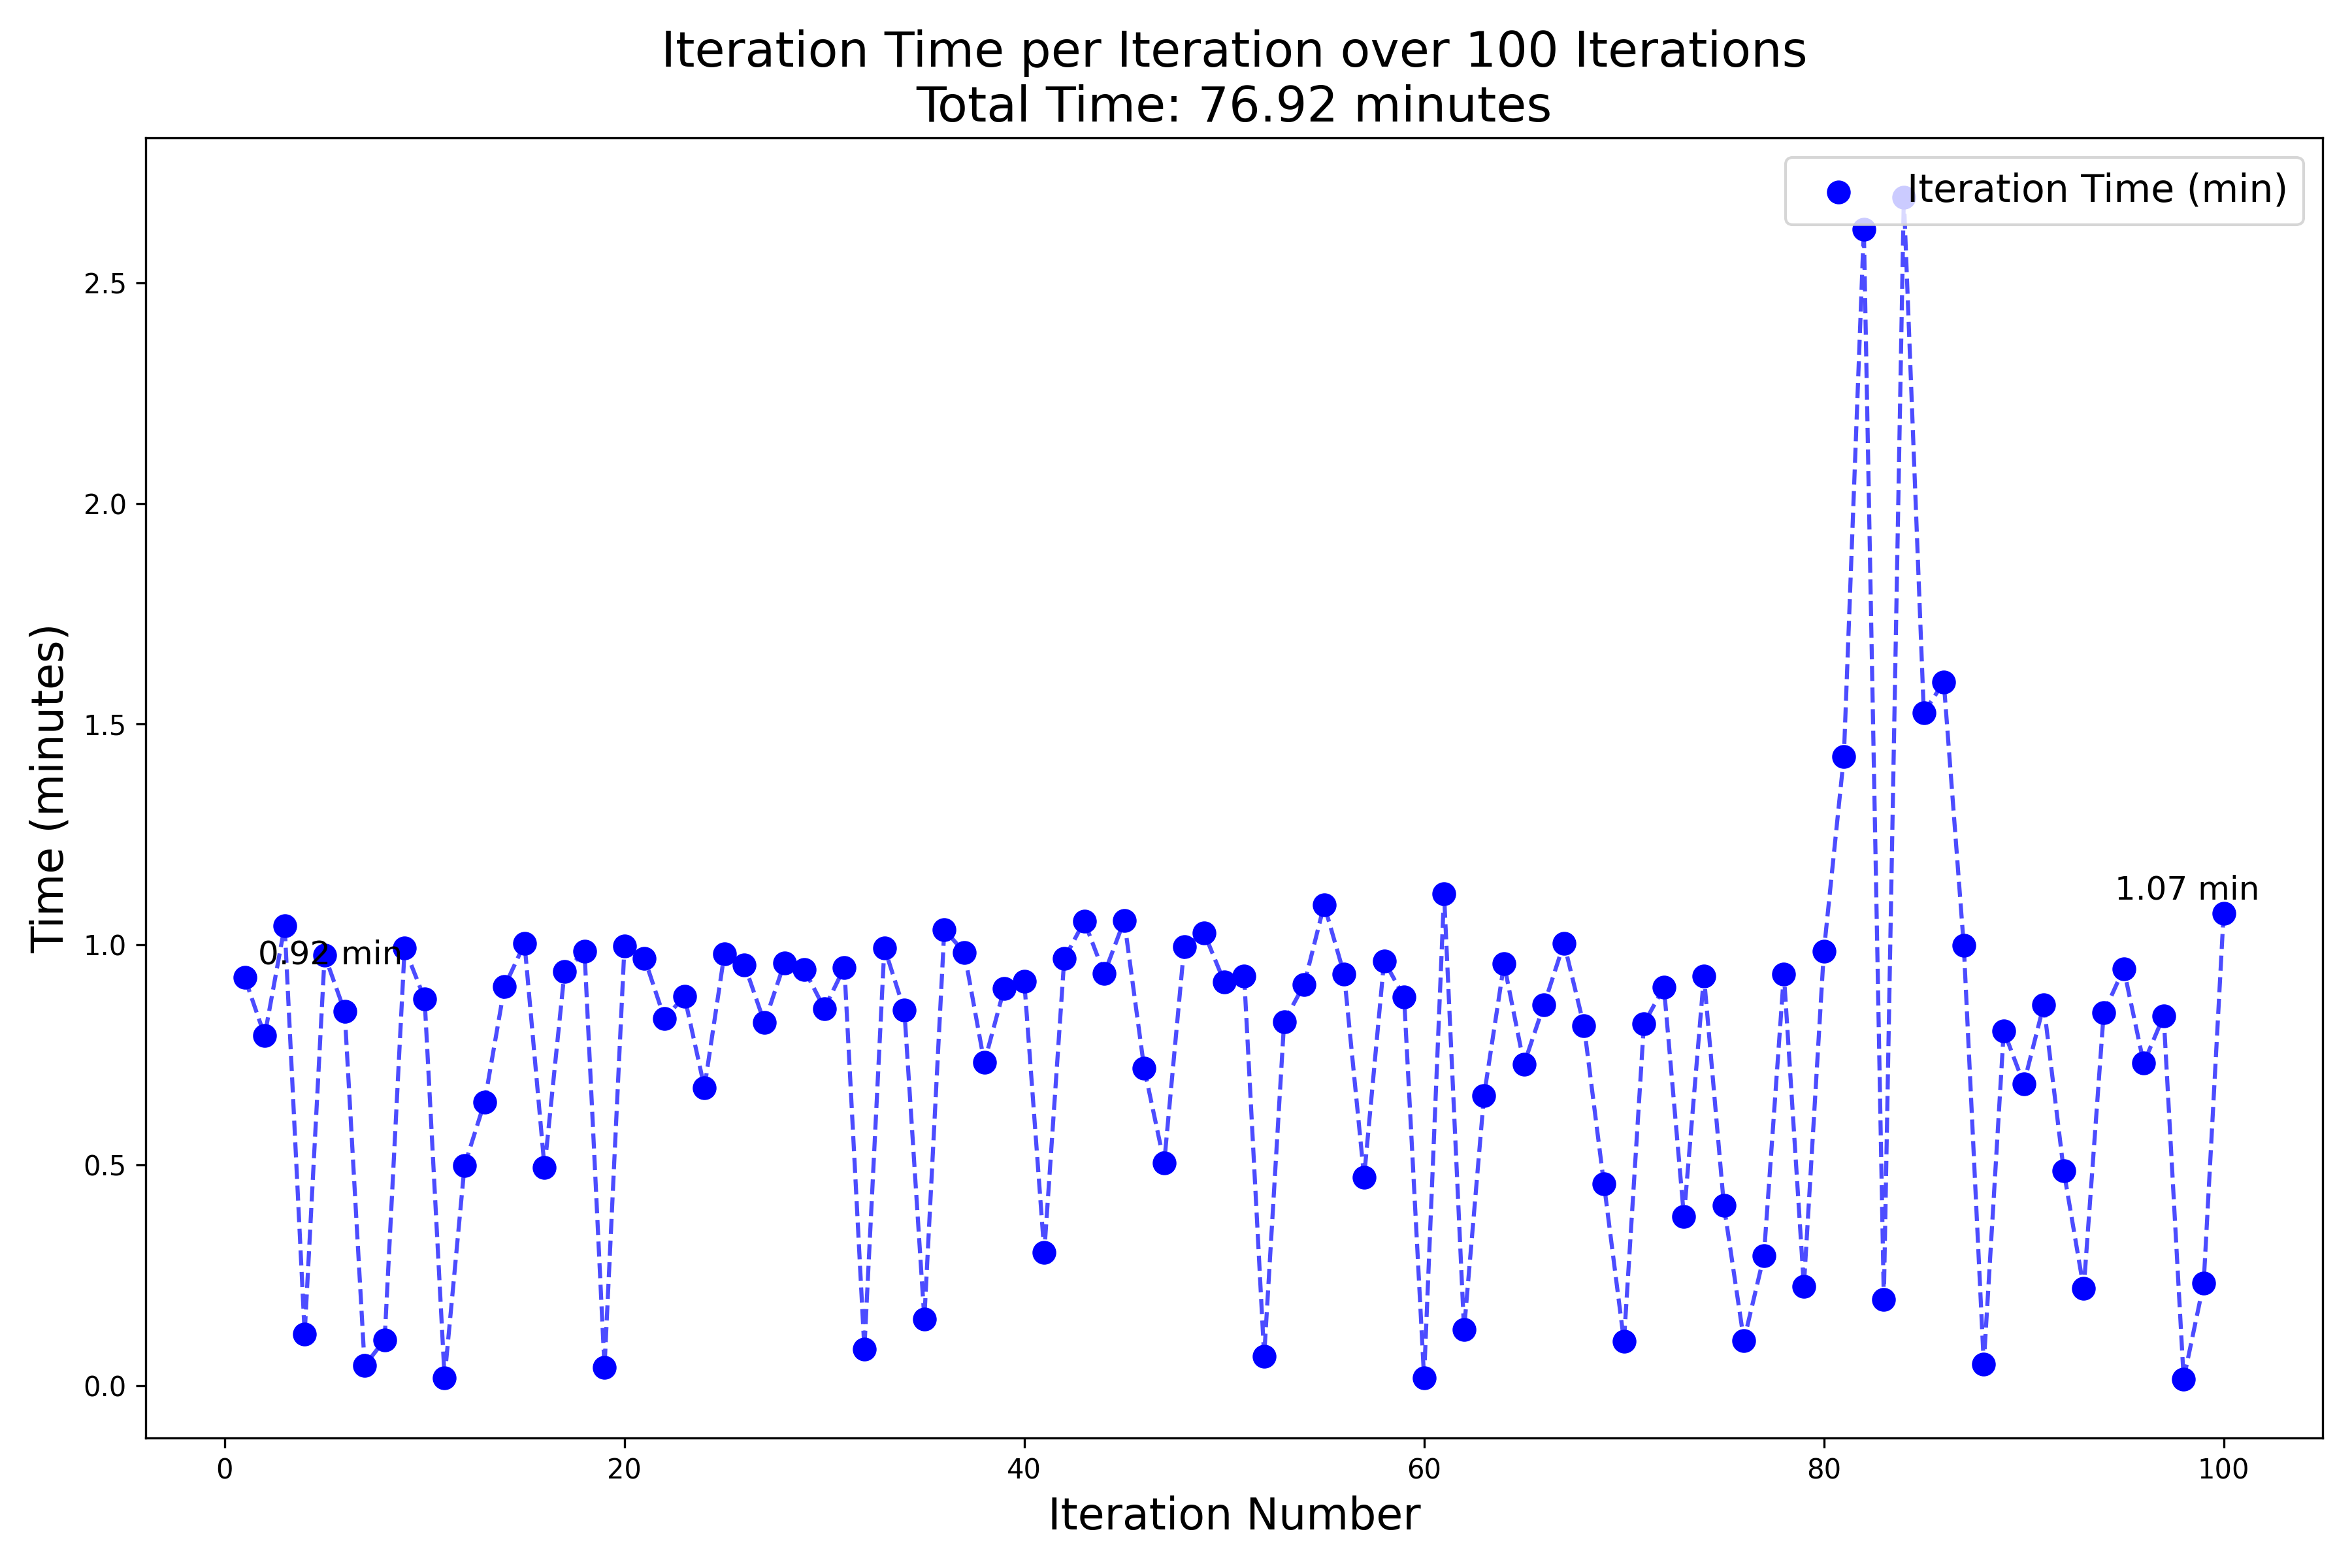 Iteration Time per Iteration over 100 Iterations
Total Time: 76.92 minutes
Iteration Time (min)
2.5
2.0
1.5
1.0
0.5
0.0
Time (minutes)
0.92 min
1.07 min
0
20
40
60
80
100
Iteration Number